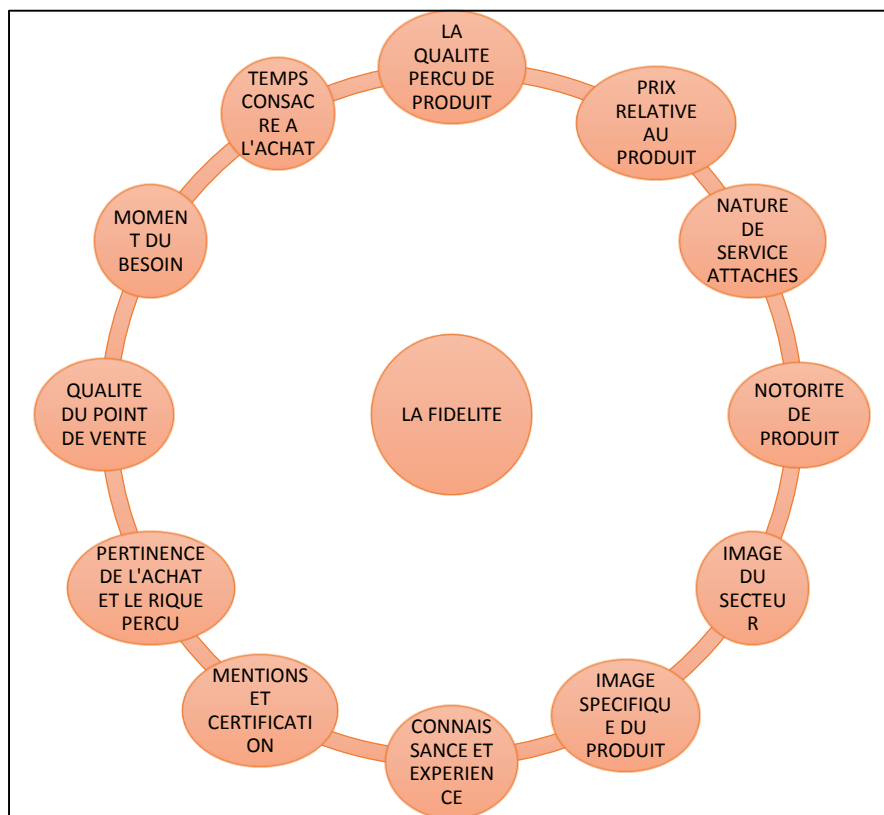 LA
QUALITE
PERCU DE
PRODUIT
PRIX
RELATIVE
AU
PRODUIT
NATURE
DE
SERVICE
ATTACHES
NOTORITE
DE
PRODUIT
IMAGE
DU
SECTEU
R
IMAGE
SPECIFIQU
E DU
PRODUIT
CONNAIS
SANCE ET
EXPERIEN
CE
MENTIONS
ET
CERTIFICATI
ON
PERTINENCE
DE L'ACHAT
ET LE RIQUE
PERCU
QUALITE
DU POINT
DE VENTE
MOMEN
T DU
BESOIN
TEMPS
CONSAC
RE A
L'ACHAT
LA FIDELITE